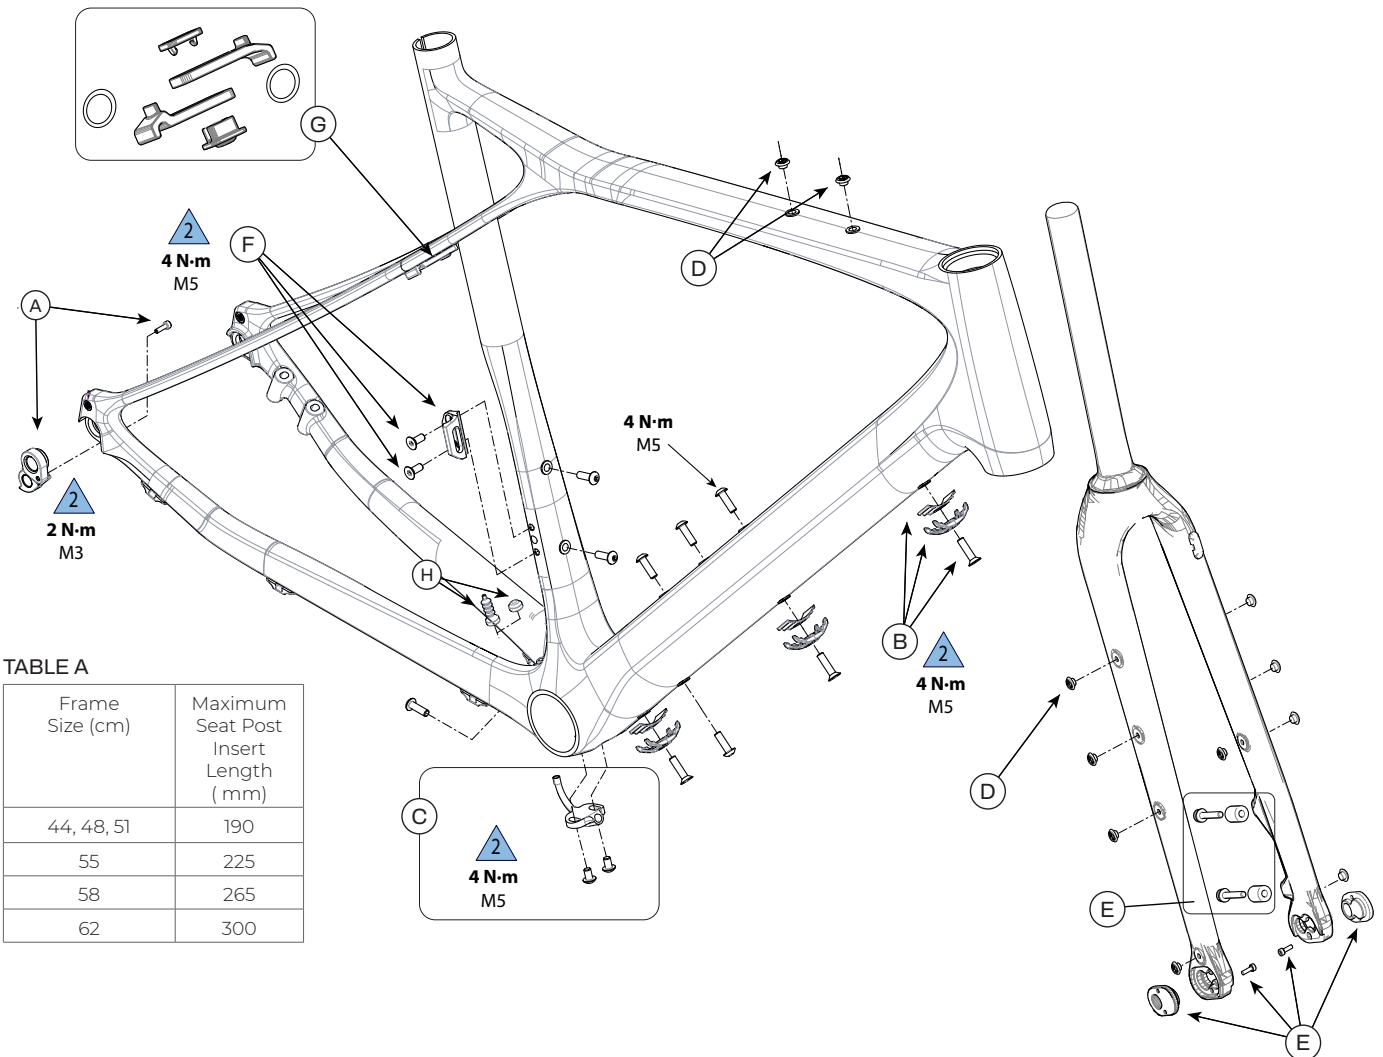 G
2
4 N·m
M5
F
A
D
4 N·m
M5
2
2 N·m
M3
H
B
2
4 N·m
M5
TABLE A
Frame
Size (cm)
Maximum
Seat Post
Insert
Length
( mm)
44, 48, 51
190
55
225
58
265
62
300
C
2
4 N·m
M5
D
E
E